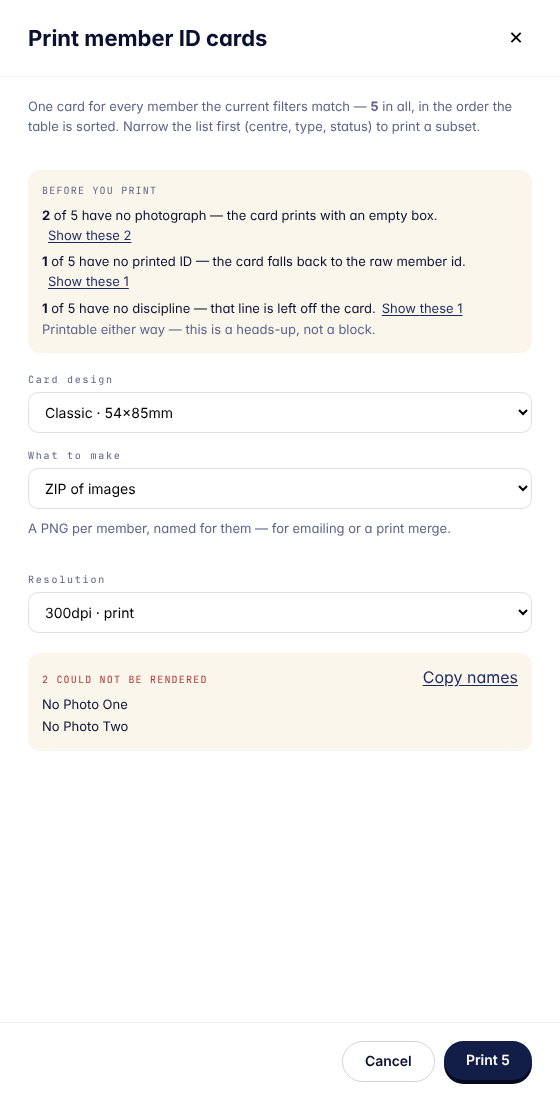 Print member ID cards
✕
One card for every member the current filters match — 5 in all, in the order the
table is sorted. Narrow the list first (centre, type, status) to print a subset.
BEFORE YOU PRINT
2 of 5 have no photograph — the card prints with an empty box.
Show these 2
1 of 5 have no printed ID — the card falls back to the raw member id.
Show these 1
1 of 5 have no discipline — that line is left off the card. Show these 1
Printable either way — this is a heads-up, not a block.
Card design
Classic · 54×85mm
What to make
ZIP of images
A PNG per member, named for them — for emailing or a print merge.
Resolution
300dpi · print
2 COULD NOT BE RENDERED Copy names
No Photo One
No Photo Two
Cancel Print 5